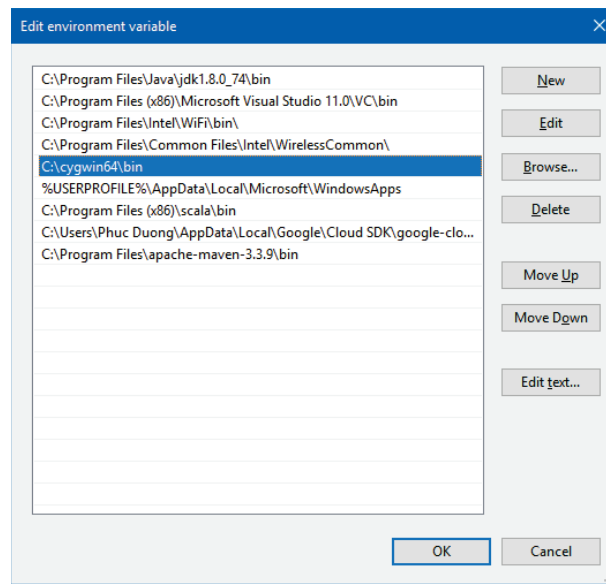 Edit environment variable
C:\Program Files\Java\jdk1.8.0_74\bin
C:\Program Files (x86)\Microsoft Visual Studio 11.0\VC\bin
C:\Program Files\Intel\WiFi\bin\
C:\Program Files\Common Files\Intel\WirelessCommon\
C:\cygwin64\bin
%USERPROFILE%\AppData\Local\Microsoft\WindowsApps
C:\Program Files (x86)\scala\bin
C:\Users\Phuc Duong\AppData\Local\Google\Cloud SDK\google-clo...
C:\Program Files\apache-maven-3.3.9\bin
New
Edit
Browse...
Delete
Move Up
Move Down
Edit text...
OK
Cancel